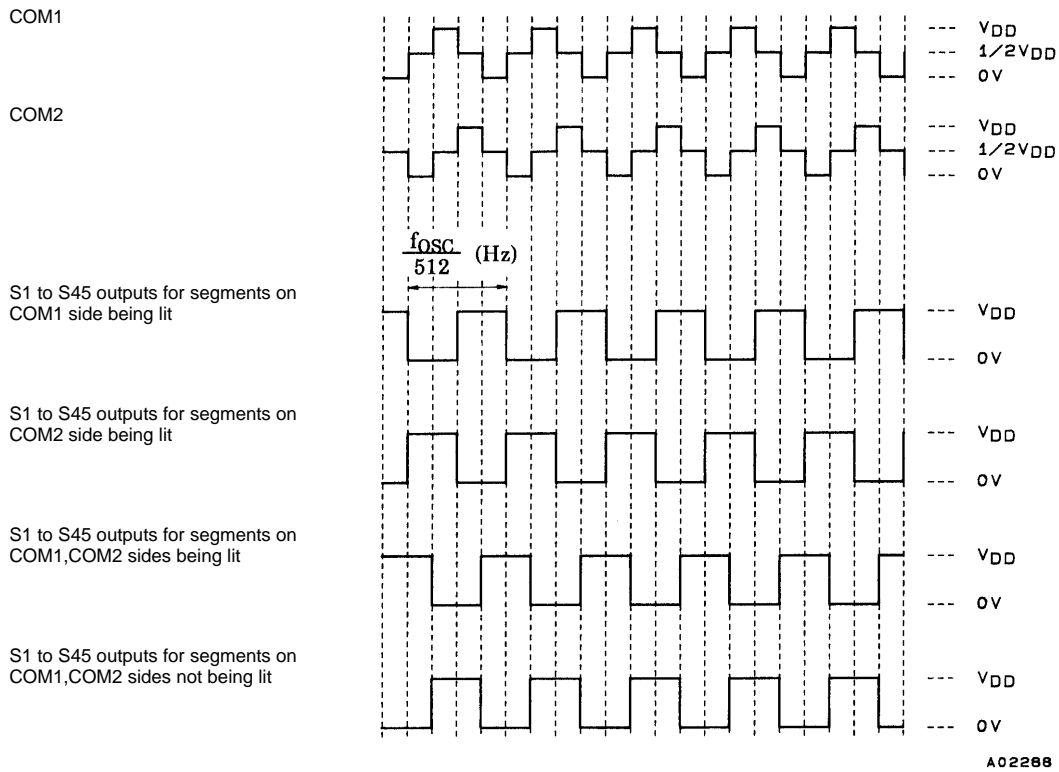 COM1
VDD
1/2VDD
0V
COM2
VDD
1/2VDD
0V
fOSC
512
(Hz)
S1 to S45 outputs for segments on
COM1 side being lit
VDD
0V
S1 to S45 outputs for segments on
COM2 side being lit
VDD
0V
S1 to S45 outputs for segments on
COM1,COM2 sides being lit
VDD
0V
S1 to S45 outputs for segments on
COM1,COM2 sides not being lit
VDD
0V
A02288